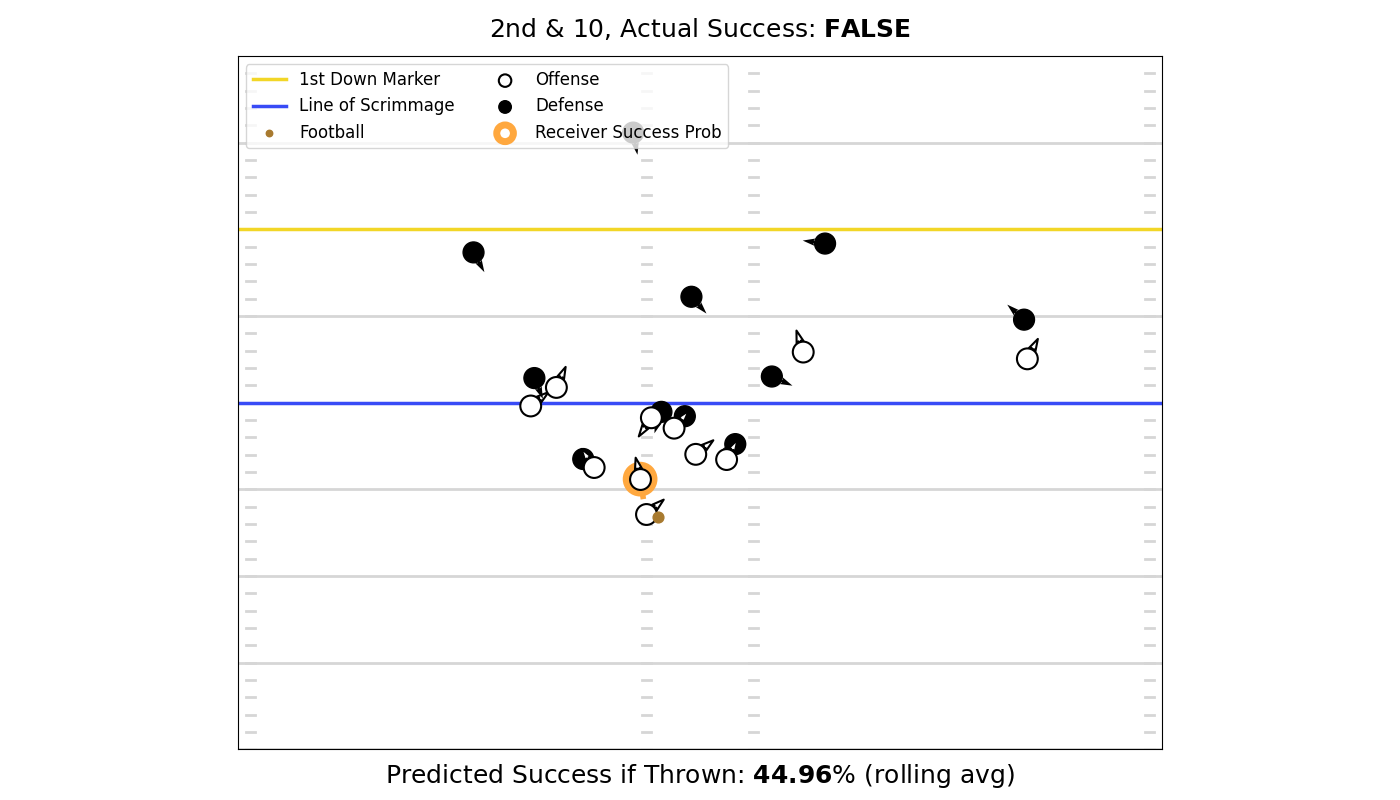 2nd & 10, Actual Success: FALSE
1st Down Marker
Line of Scrimmage
Football
Offense
Defense
Receiver Success Prob
Predicted Success if Thrown: 44.96% (rolling avg)